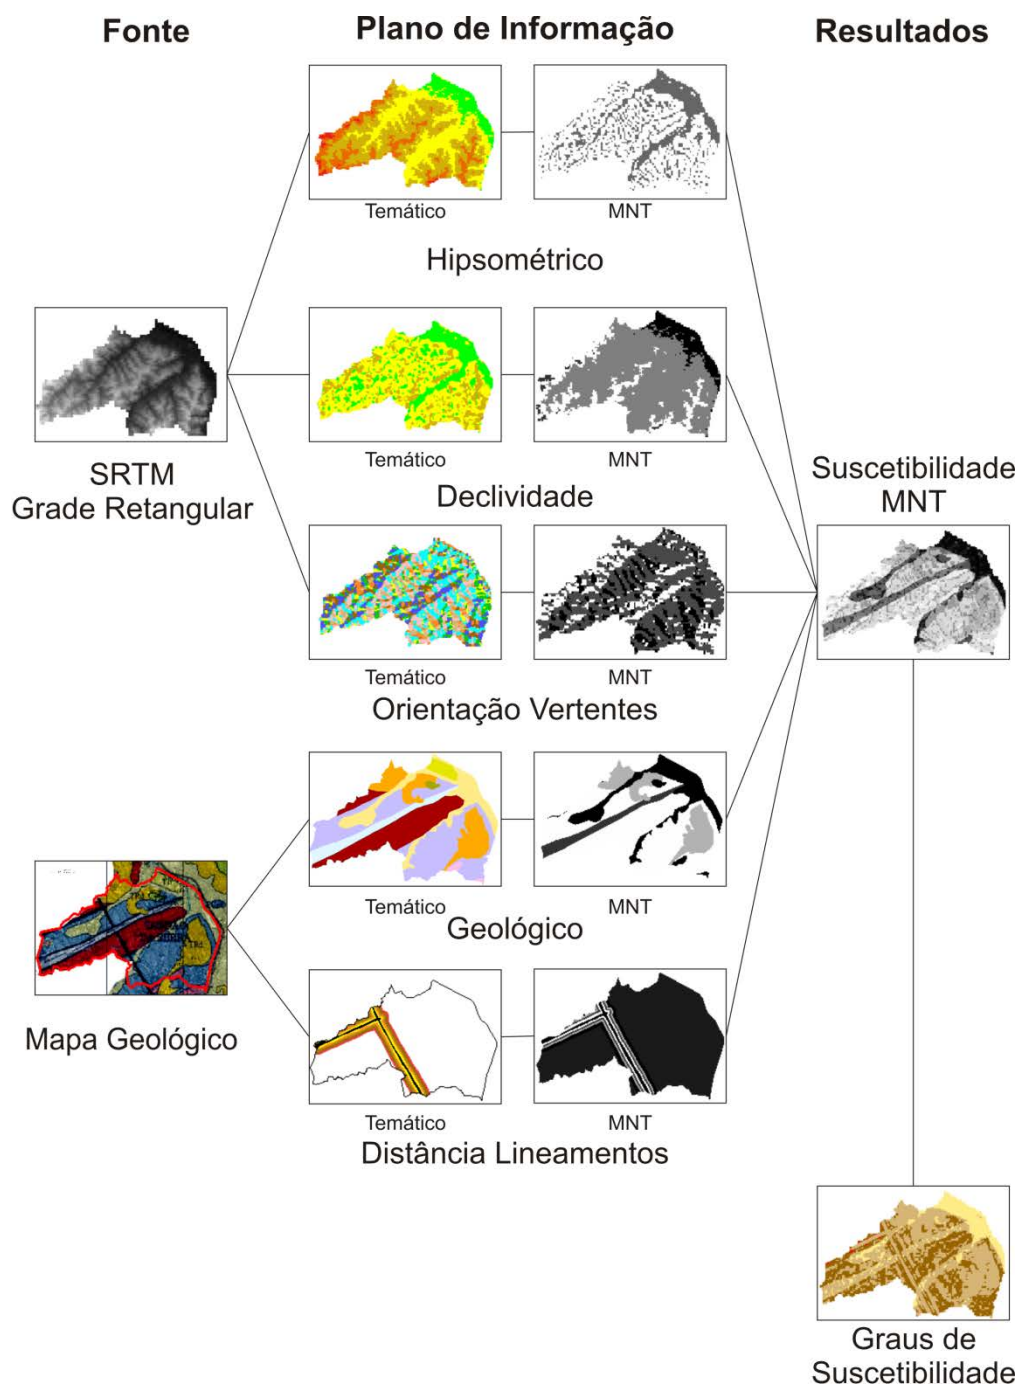 Fonte
Plano de Informação
Resultados
Temático
MNT
Hipsométrico
SRTM
Grade Retangular
Temático
MNT
Declividade
Suscetibilidade
MNT
Temático
MNT
Orientação Vertentes
Temático
MNT
Geológico
Mapa Geológico
Temático
MNT
Distância Lineamentos
Graus de
Suscetibilidade